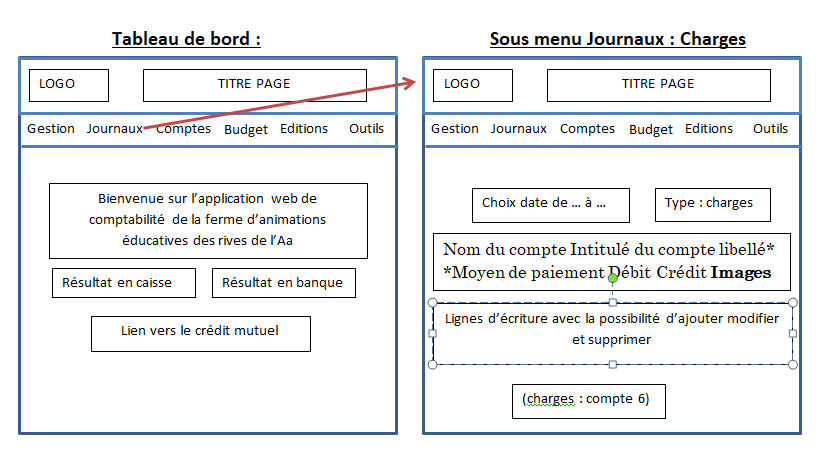 Tableau de bord :
LOGO
TITRE PAGE
Gestion Journaux Comptes Budget Editions Outils
Bienvenue sur l’application web de
comptabilité de la ferme d’animations
éducatives des rives de l’Aa
Résultat en caisse
Résultat en banque
Lien vers le crédit mutuel
Sous menu Journaux : Charges
LOGO
TITRE PAGE
Gestion Journaux Comptes Budget Editions Outils
Choix date de … à …
Type : charges
Nom du compte Intitulé du compte libellé*
*Moyen de paiement Débit Crédit Images
Lignes d’écriture avec la possibilité d’ajouter modifier
et supprimer
(charges : compte 6)